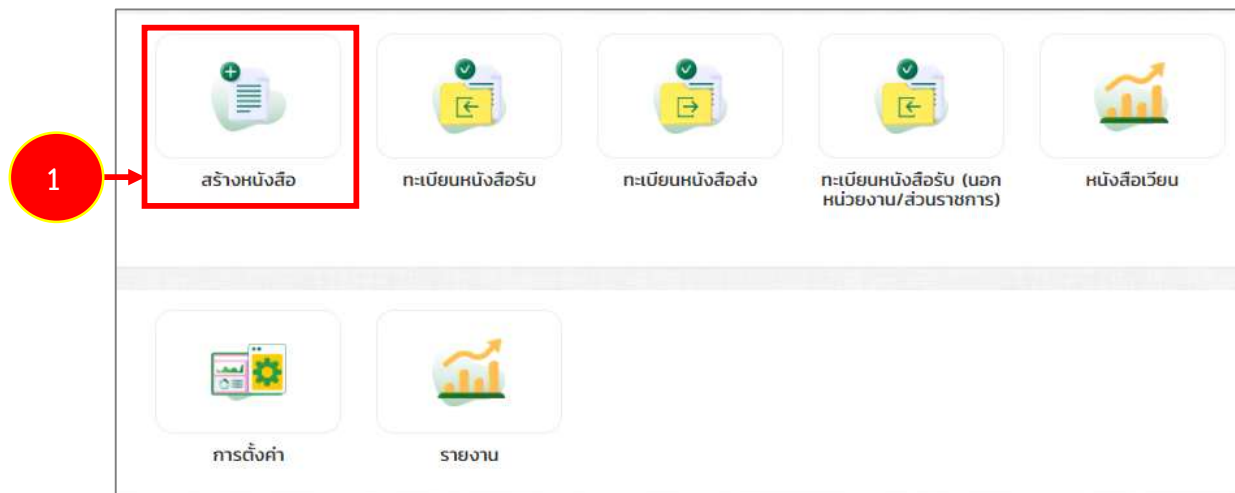 1
สร้างหนังสือ
ทะเบียนหนังสือรับ
ทะเบียนหนังสือส่ง
ทะเบียนหนังสือรับ (นอก
หน่วยงาน/ส่วนราชการ)
หนังสือเวียน
การตั้งค่า
รายงาน